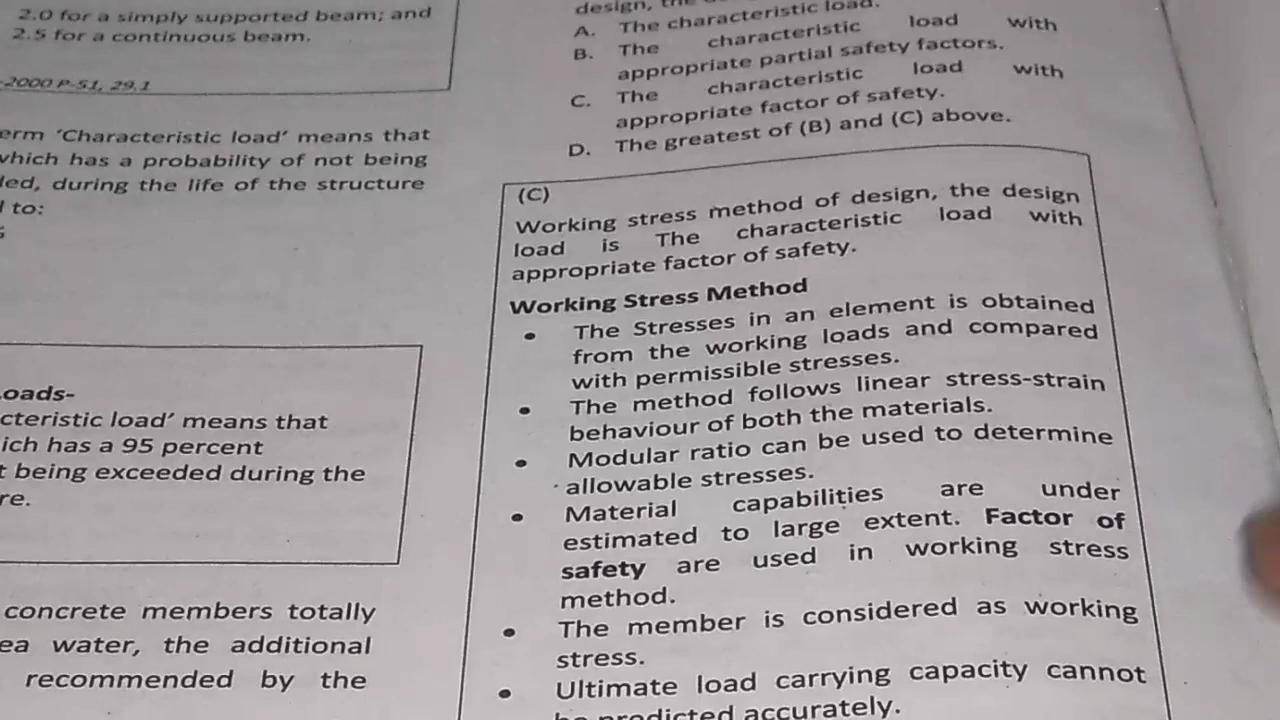 2.0 for a simply supported beam; and
2.5 for a continuous beam.
-2000 P-51, 29.1
erm ‘Characteristic load’ means that
which has a probability of not being
ded, during the life of the structure
to:
oads-
cteristic load’ means that
ich has a 95 percent
t being exceeded during the
re.
concrete members totally
ea water, the additional
recommended by the
design, the
A. The characteristic load.
B. The characteristic load with
appropriate partial safety factors.
C. The characteristic load with
appropriate factor of safety.
D. The greatest of (B) and (C) above.
(C)
Working stress method of design, the design
load is The characteristic load with
appropriate factor of safety.
Working Stress Method
• The Stresses in an element is obtained
from the working loads and compared
with permissible stresses.
• The method follows linear stress-strain
behaviour of both the materials.
• Modular ratio can be used to determine
allowable stresses.
• Material capabilities are under
estimated to large extent. Factor of
safety are used in working stress
method.
• The member is considered as working
stress.
• Ultimate load carrying capacity cannot
be predicted accurately.